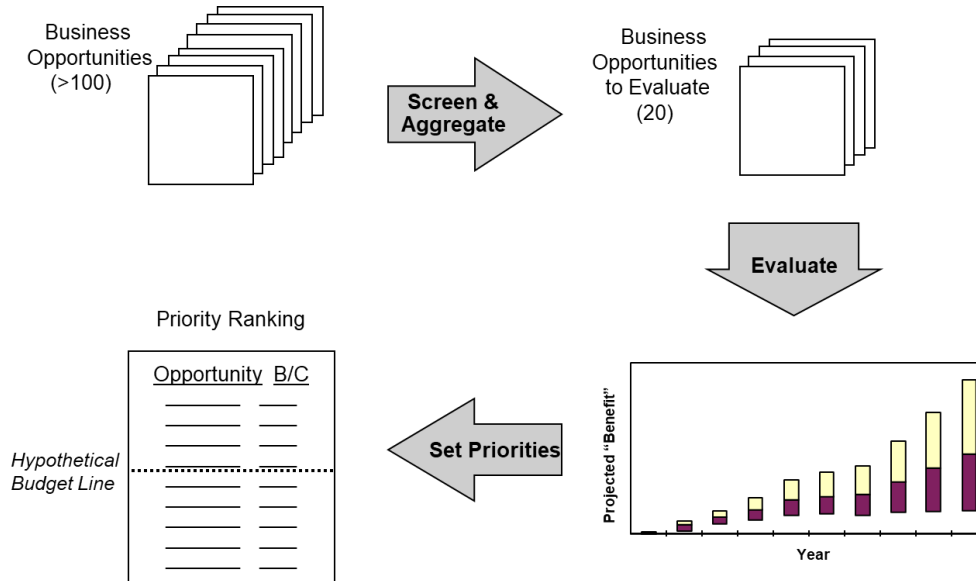 Business
Opportunities
(>100)
Screen &
Aggregate
Business
Opportunities
to Evaluate
(20)
Evaluate
Projected “Benefit”
Year
Set Priorities
Priority Ranking
Opportunity B/C
Hypothetical
Budget Line